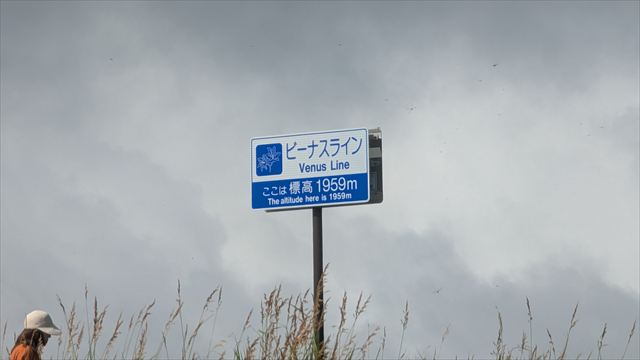 ビーナスライン
Venus Line
ここは標高1959m
The altitude here is 1959m